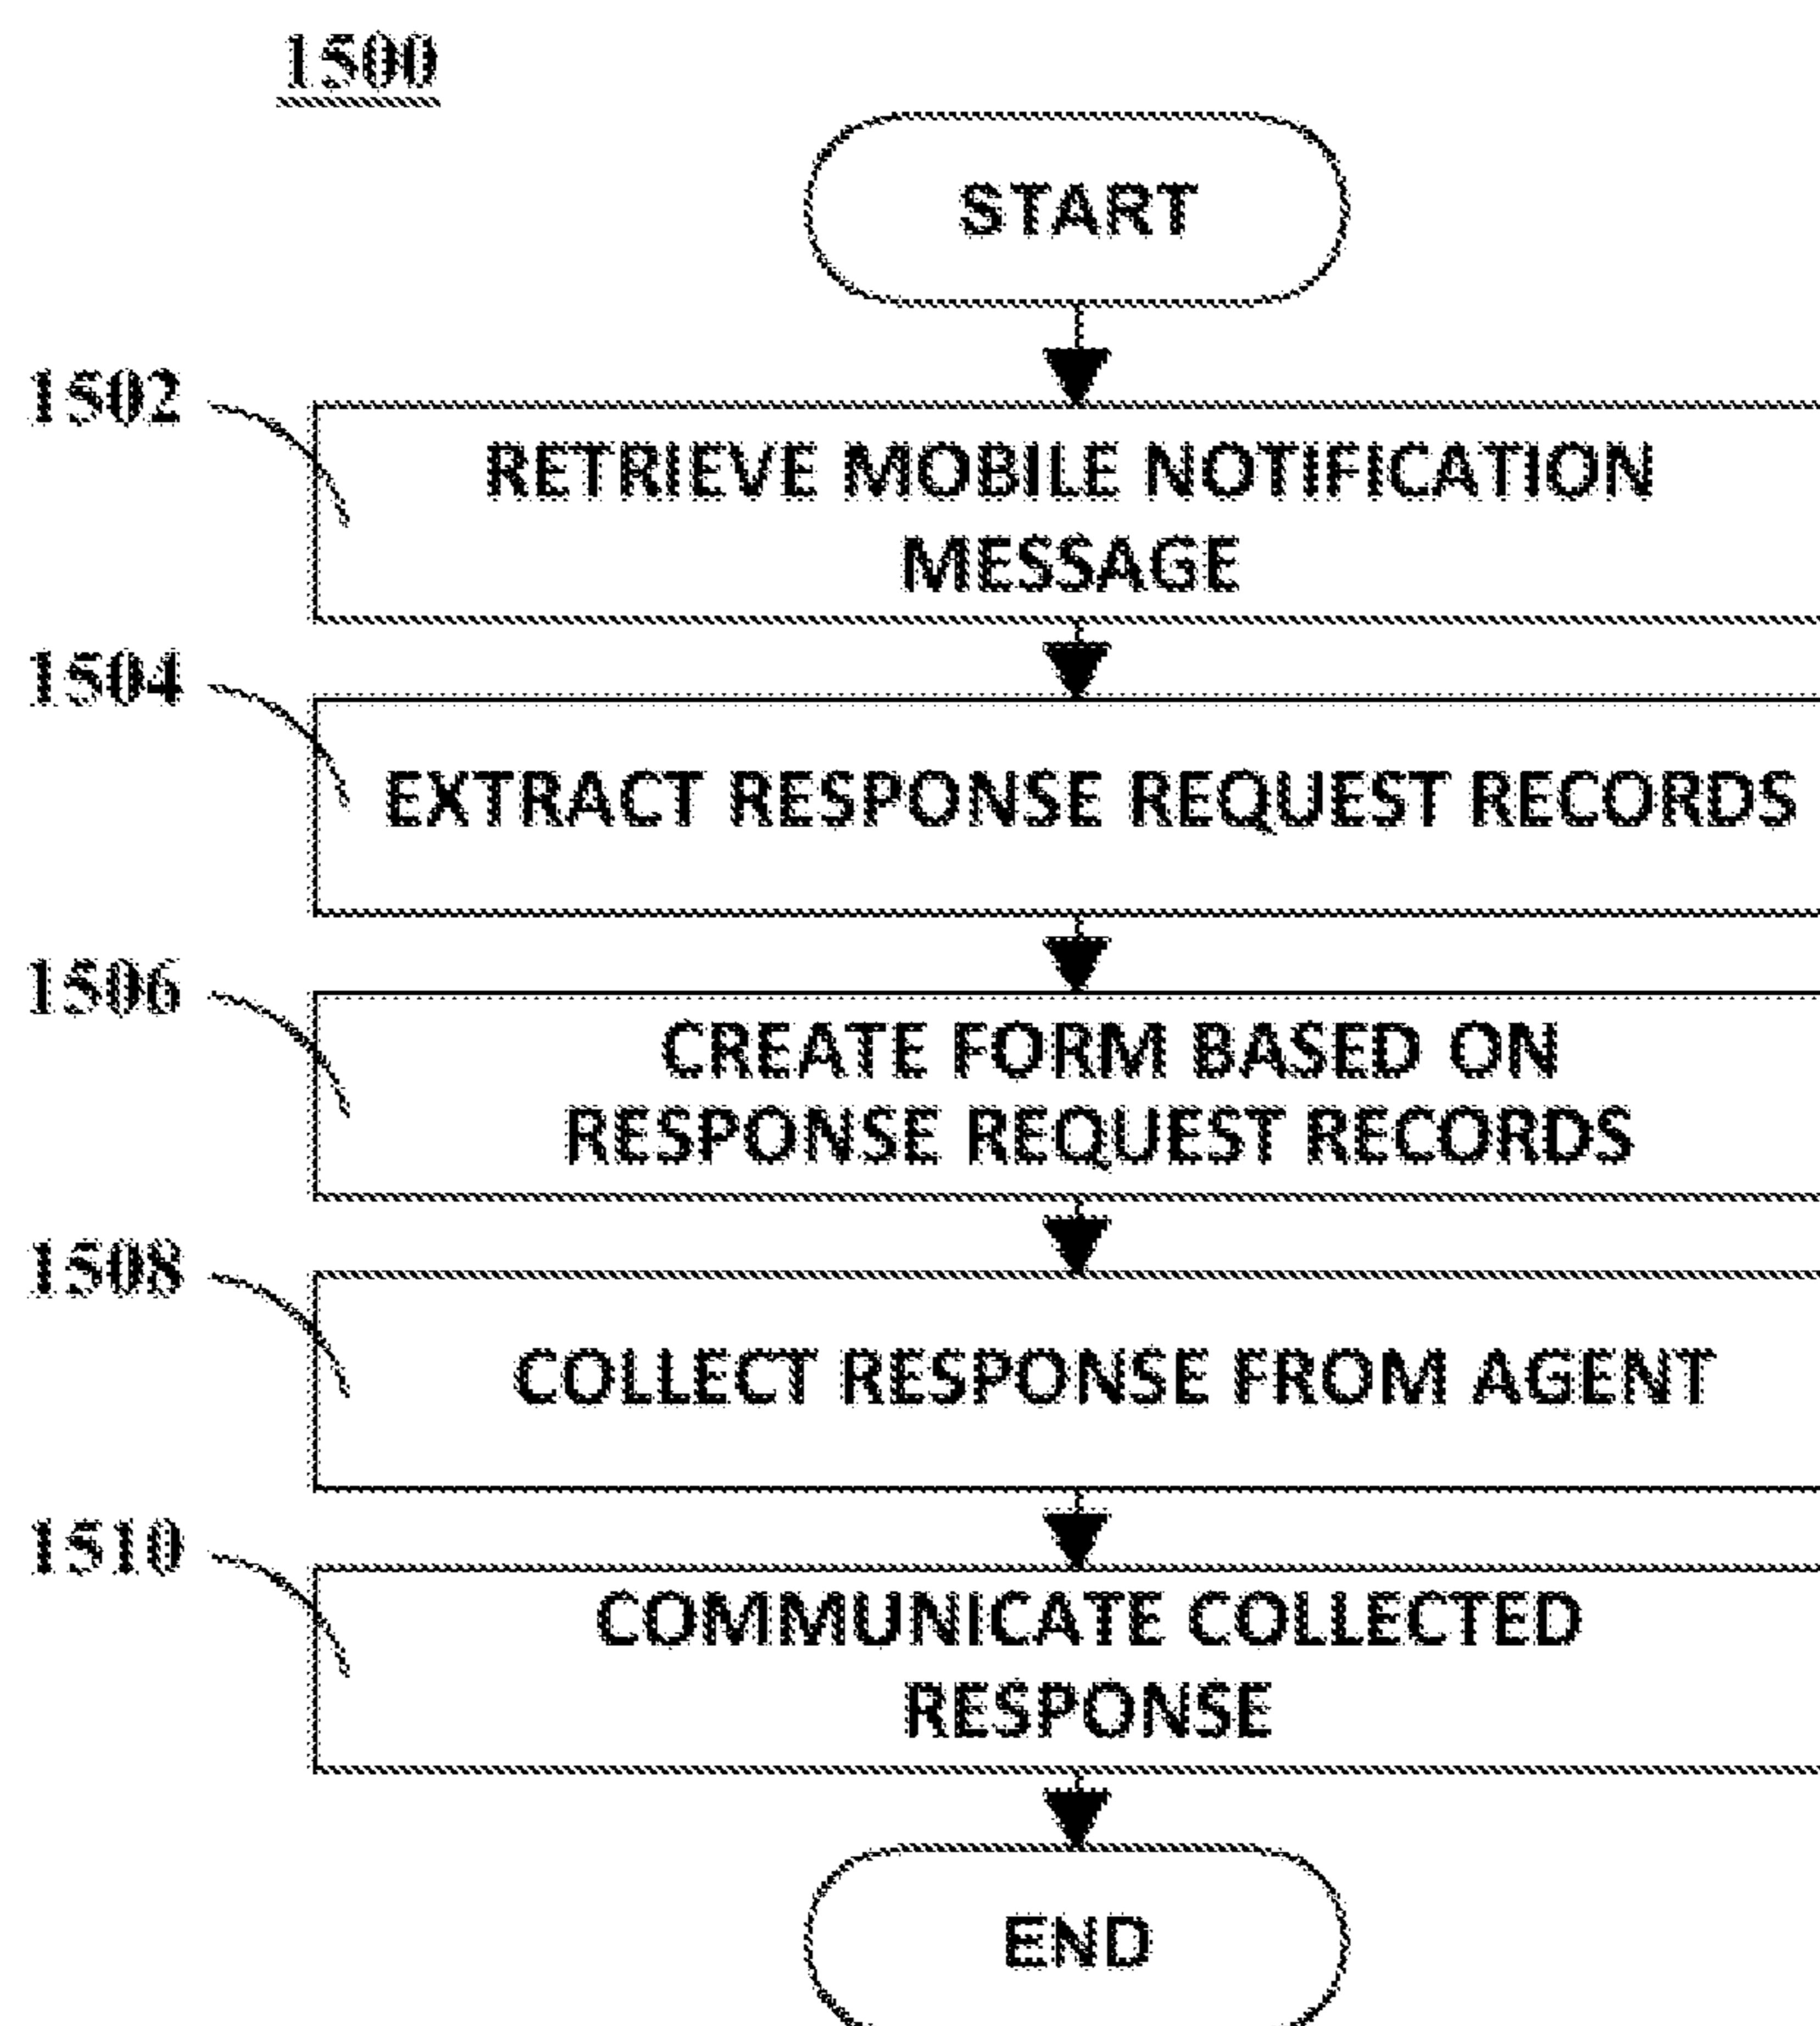 1500
START
1502
RETRIEVE MOBILE NOTIFICATION
MESSAGE
1504
EXTRACT RESPONSE REQUEST RECORDS
1506
CREATE FORM BASED ON
RESPONSE REQUEST RECORDS
1508
COLLECT RESPONSE FROM AGENT
1510
COMMUNICATE COLLECTED
RESPONSE
END